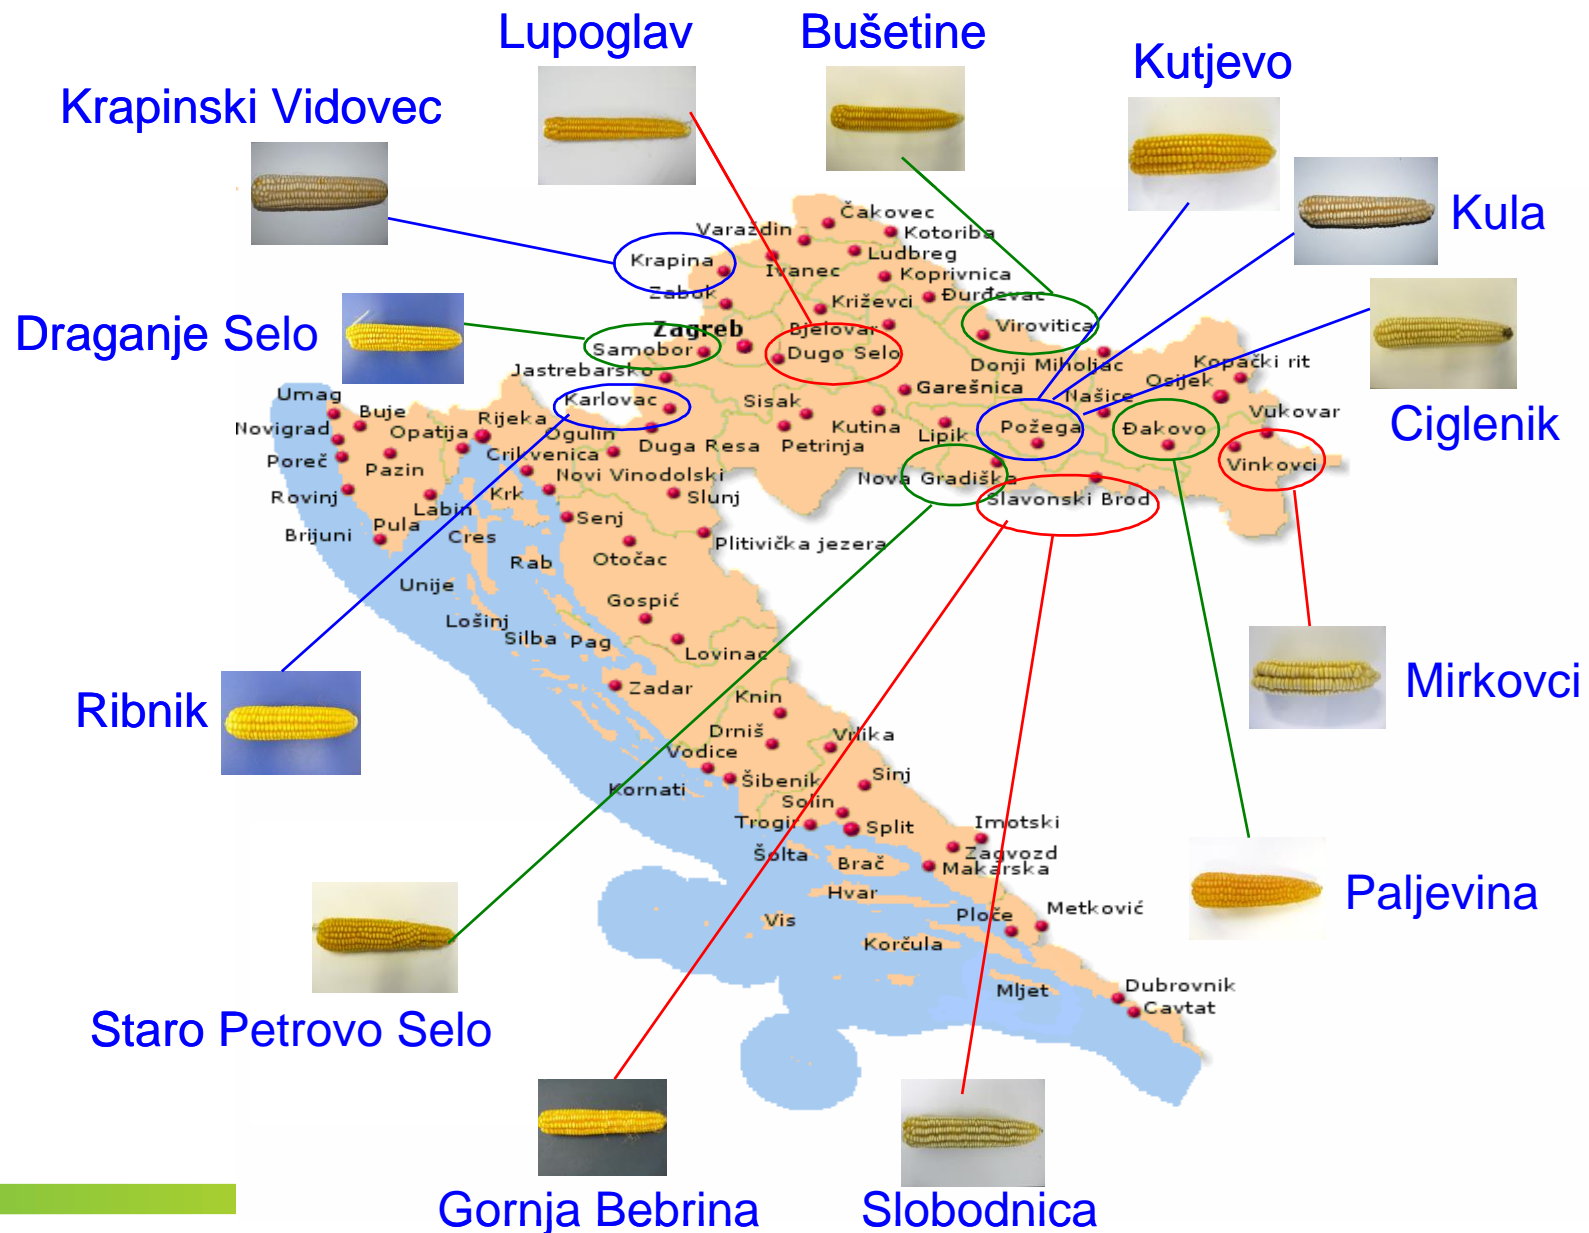 Lupoglav
Bušetine
Kutjevo
Krapinski Vidovec
Kula
Čakovec
Varaždin
Kotoriba
Krapina
Ivanec
Ludbreg
Koprivnica
Zabok
Križevci
Đurđevac
Draganje Selo
Zagreb
Bjelovar
Virovitica
Samobor
Dugo Selo
Donji Miholjac
Kopački rit
Jastrebarsko
Osijek
Garešnica
Našice
Umag
Karlovac
Sisak
Buje
Rijeka
Vukovar
Ciglenik
Novigrad
Opatija
Ogulin
Duga Resa
Petrinja
Kutina
Lipik
Požega
Đakovo
Poreč
Pazin
Crikvenica
Vinkovci
Novi Vinodolski
Nova Gradiška
Rovinj
Labin
Krk
Slunj
Slavonski Brod
Brijuni
Pula
Cres
Senj
Plitivička jezera
Rab
Otočac
Unije
Gospić
Lošinj
Silba
Pag
Lovinac
Mirkovci
Ribnik
Zadar
Knin
Drniš
Vrlika
Vodice
Kornati
Šibenik
Sinj
Solin
Trogir
Split
Imotski
Šolta
Brač
Zagvozd
Makarska
Hvar
Paljevina
Vis
Ploče
Metković
Korčula
Mljet
Dubrovnik
Cavtat
Staro Petrovo Selo
Gornja Bebrina
Slobodnica